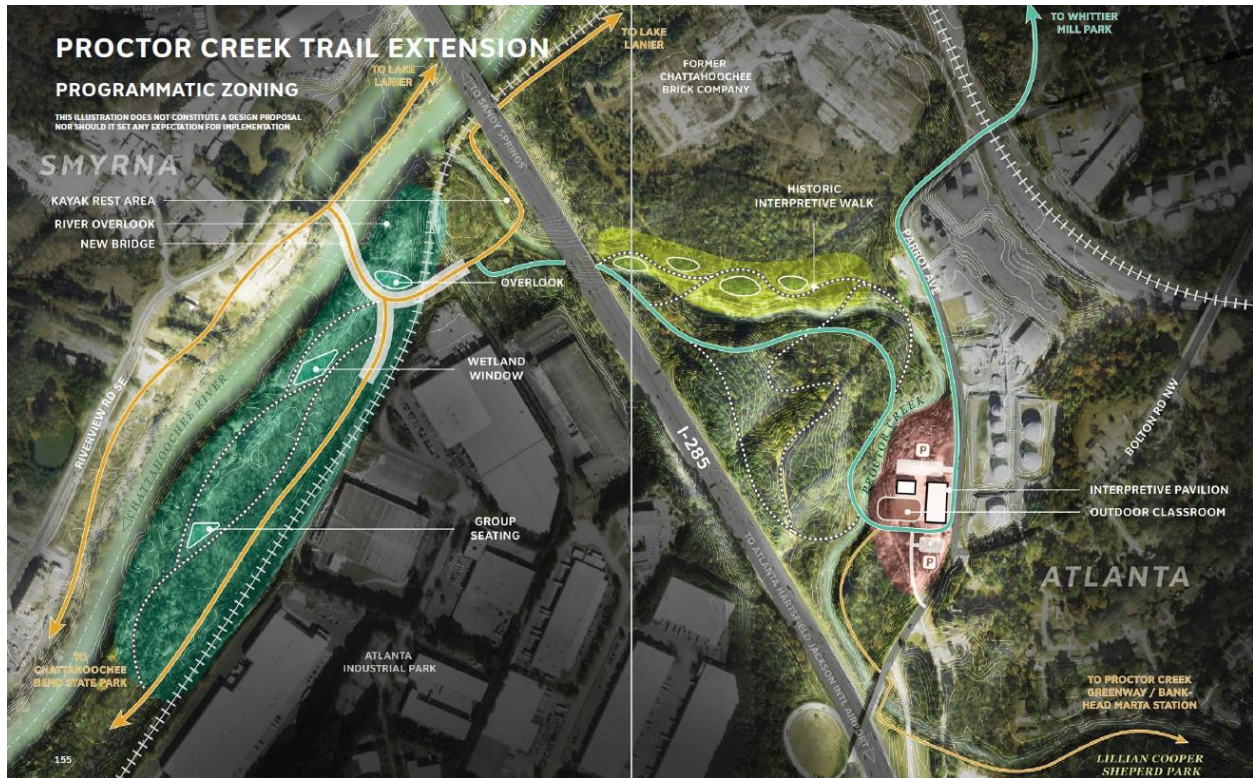 PROCTOR CREEK TRAIL EXTENSION
PROGRAMMATIC ZONING
THIS ILLUSTRATION DOES NOT CONSTITUTE A DESIGN PROPOSAL
NOR SHOULD IT SET ANY EXPECTATION FOR IMPLEMENTATION
TO LAKE
LANIER
TO LAKE
LANIER
TO SANDY SPRINGS
FORMER
CHATTAHOOCHEE
BRICK COMPANY
TO WHITTIER
MILL PARK
SMYRNA
KAYAK REST AREA
RIVER OVERLOOK
NEW BRIDGE
OVERLOOK
HISTORIC
INTERPRETIVE WALK
PARROT AVE
WETLAND
WINDOW
RIVERVIEW RD SE
CHATTAHOOCHEE RIVER
I-285
PROCTOR CREEK
BOLTON RD NW
P
INTERPRETIVE PAVILION
OUTDOOR CLASSROOM
GROUP
SEATING
P
TO ATLANTA HARTSFIELD/JACKSON INTL AIRPORT
ATLANTA
ATLANTA
INDUSTRIAL PARK
TO
CHATTAHOOCHEE
BEND STATE PARK
TO PROCTOR CREEK
GREENWAY / BANK-
HEAD MARTA STATION
LILLIAN COOPER
SHEPERD PARK
155